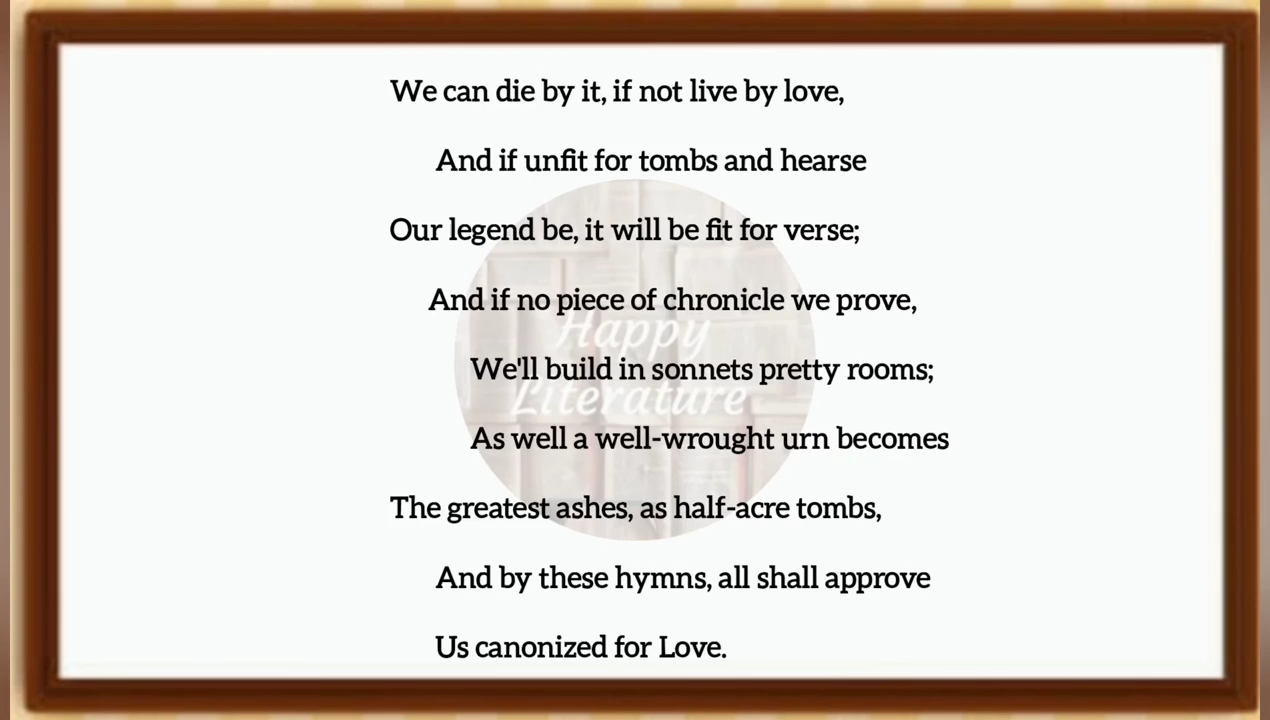 We can die by it, if not live by love,
And if unfit for tombs and hearse
Our legend be, it will be fit for verse;
And if no piece of chronicle we prove,
Happy
We'll build in sonnets pretty rooms;
Literature
As well a well-wrought urn becomes
The greatest ashes, as half-acre tombs,
And by these hymns, all shall approve
Us canonized for Love.